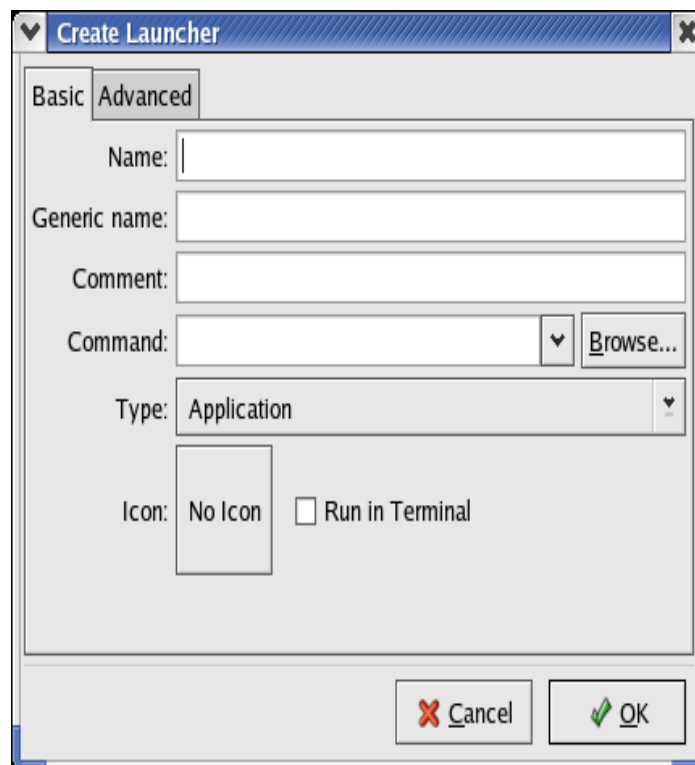 Create Launcher
Basic Advanced
Name:
Generic name:
Comment:
Command: Browse...
Type: Application
Icon: No Icon Run in Terminal
Cancel OK